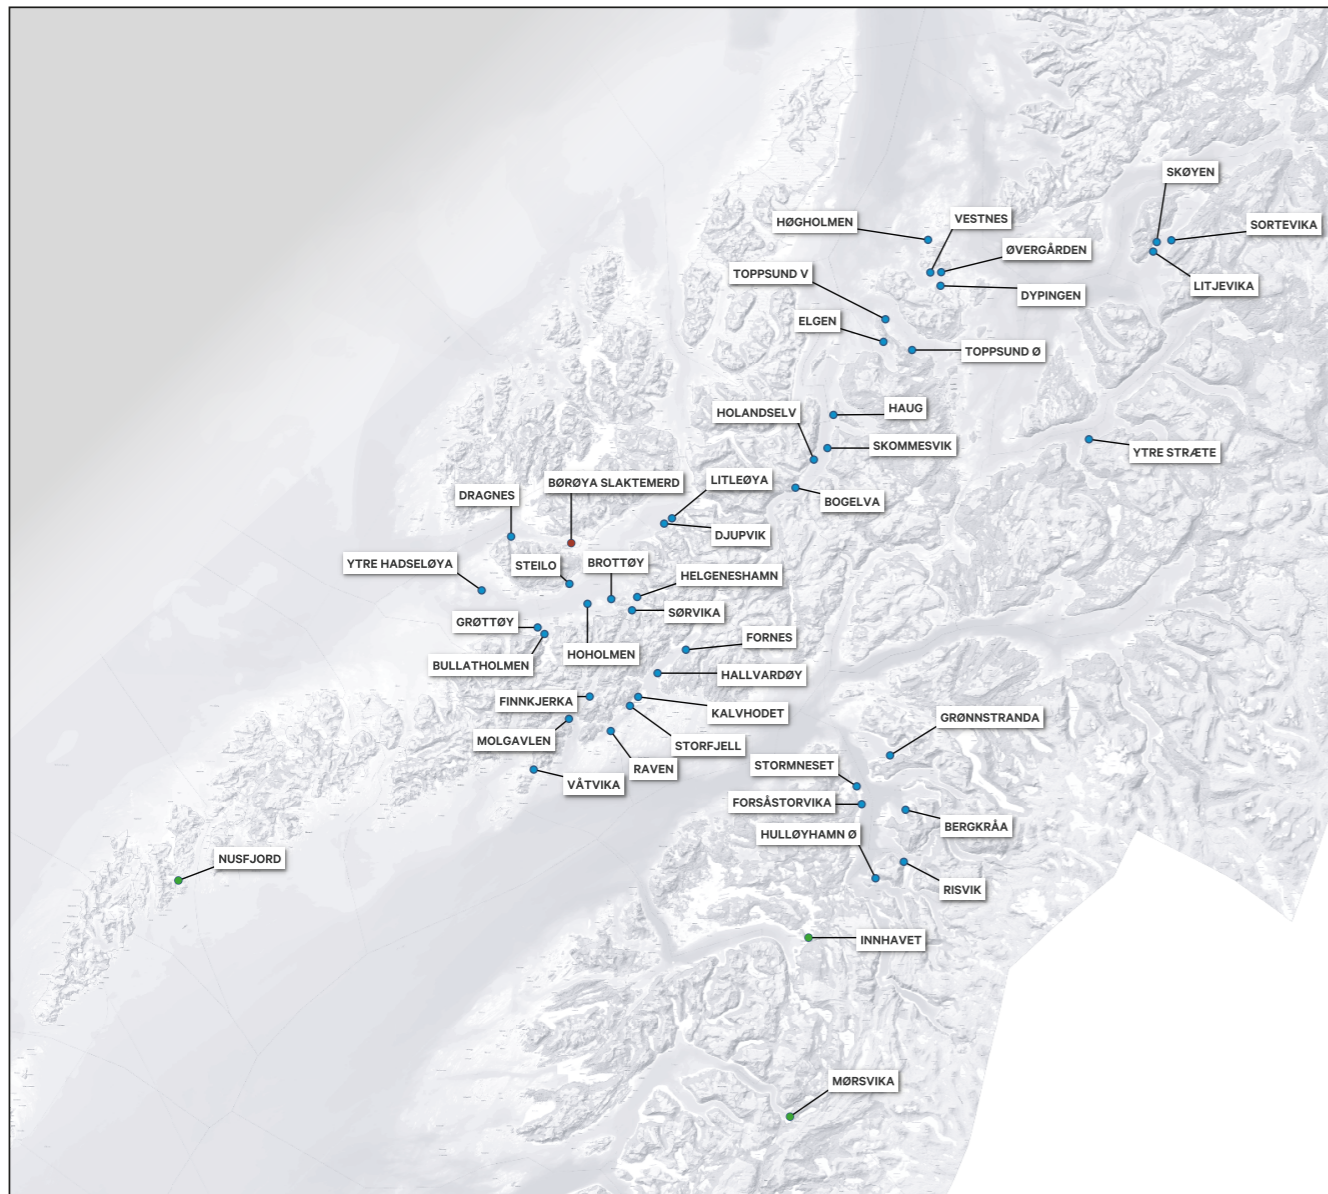 SKØYEN
HØGHOLMEN
VESTNES
SORTEVIKA
ØVERGÅRDEN
TOPPSUND V
LITJEVIKA
DYPINGEN
ELGEN
TOPPSUND Ø
HOLANDSELV
HAUG
SKOMMESVIK
YTRE STRÆTE
BØRØYA SLAKTEMERD
LITLEØYA
DRAGNES
BOGELVA
DJUPVIK
YTRE HADSELØYA
STEILO
BROTTØY
HELGENESHAMN
SØRVIKA
GRØTTØY
FORNES
HOHOLMEN
BULLATHOLMEN
HALLVARDØY
FINNKJERKA
KALVHODET
GRØNNSTRANDA
MOLGAVLEN
STORFJELL
STORMNESET
RAVEN
VÅTVIKA
FORSÅSTORVIKA
BERGKRÅA
HULLØYHAMN Ø
NUSFJORD
RISVIK
INNHAVET
MØRSVIKA